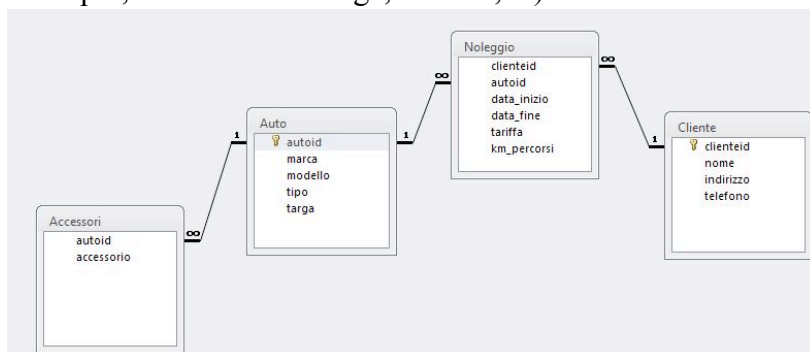 Noleggio
clienteid
autoid
data_inizio
data_fine
tariffa
km_percorsi
∞
∞
Auto
autoid
marca
modello
tipo
targa
1
1
Cliente
clienteid
nome
indirizzo
telefono
1
Accessori
autoid
accessorio
∞